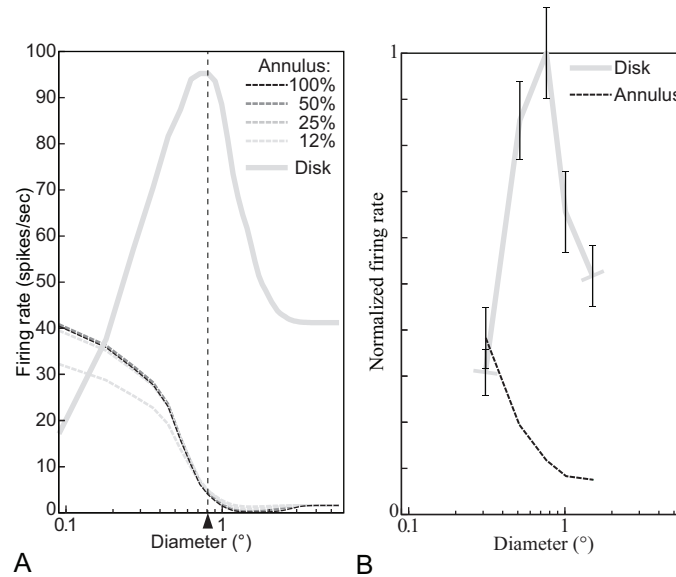 100
90
80
70
60
50
40
30
20
10
0
Firing rate (spikes/sec)
Annulus:
100%
50%
25%
12%
Disk
0.1
1
Diameter (°)
A
1
0
Normalized firing rate
Disk
Annulus
0.1
1
Diameter (°)
B